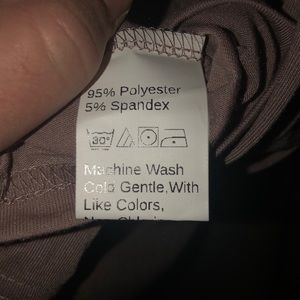 95% Polyester
5% Spandex
30°
Machine Wash
Cold Gentle,With
Like Colors,